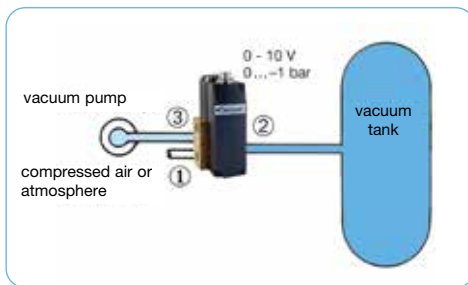 0 - 10 V
0...–1 bar
vacuum pump
③
②
vacuum
tank
compressed air or
atmosphere
①